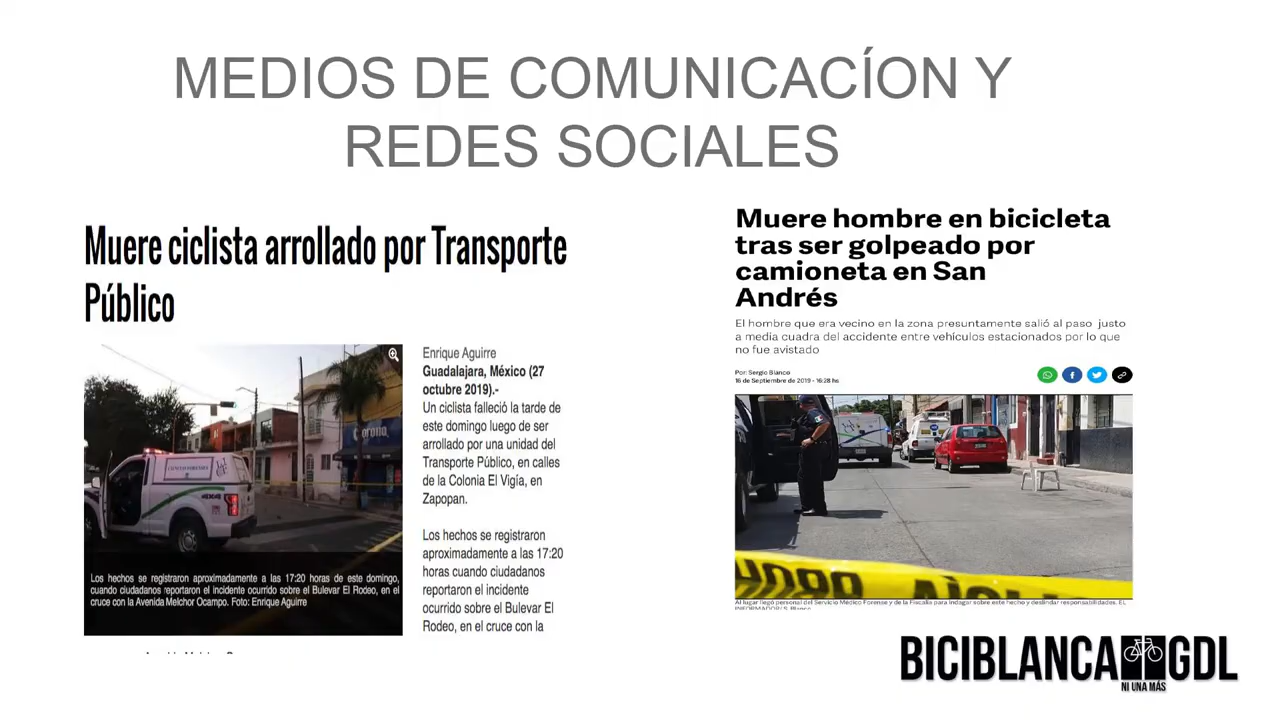 MEDIOS DE COMUNICACÍON Y
REDES SOCIALES
Muere ciclista arrollado por Transporte
Público
Enrique Aguirre
Guadalajara, México (27
octubre 2019).-
Un ciclista falleció la tarde de
este domingo luego de ser
arrollado por una unidad del
Transporte Público, en calles
de la Colonia El Vigía, en
Zapopan.
Los hechos se registraron
aproximadamente a las 17:20
horas cuando ciudadanos
reportaron el incidente
ocurrido sobre el Bulevar El
Rodeo, en el cruce con la
Corona
CIENCIAS FORENSES
Los hechos se registraron aproximadamente a las 17:20 horas de este domingo,
cuando ciudadanos reportaron el incidente ocurrido sobre el Bulevar El Rodeo, en el
cruce con la Avenida Melchor Ocampo. Foto: Enrique Aguirre
Muere hombre en bicicleta
tras ser golpeado por
camioneta en San
Andrés
El hombre que era vecino en la zona presuntamente salió al paso justo
a media cuadra del accidente entre vehículos estacionados por lo que
no fue avistado
Por: Sergio Blanco
16 de Septiembre de 2019 - 16:28 hs
Al lugar llegó personal del Servicio Médico Forense y de la Fiscalía para indagar sobre este hecho y deslindar responsabilidades. EL
INFORMADOR/ S. Blanco
BICIBLANCA GDL
NI UNA MÁS